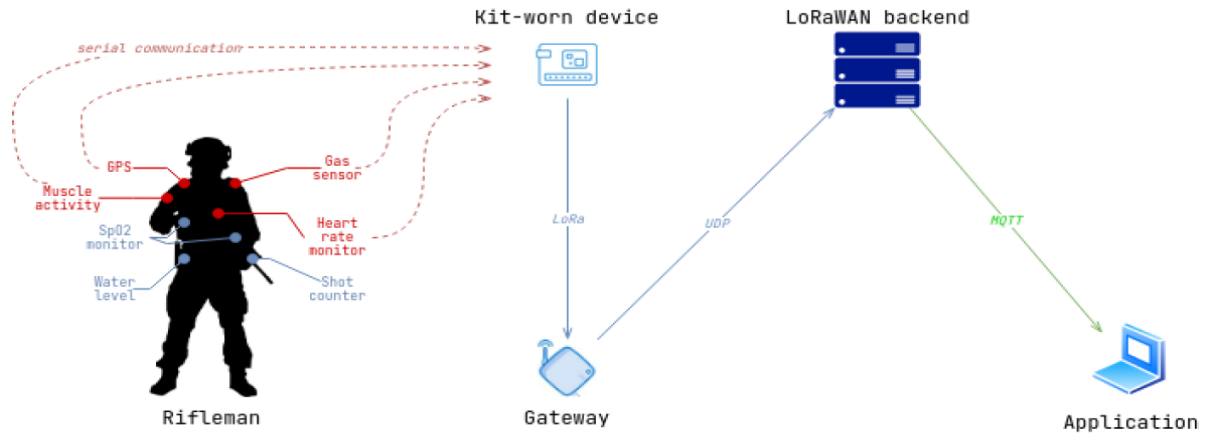 Kit-worn device
LoRaWAN backend
serial communication
GPS
Gas
sensor
Muscle
activity
SpO2
monitor
Heart
rate
monitor
Water
level
Shot
counter
LoRa
UDP
MQTT
Rifleman
Gateway
Application